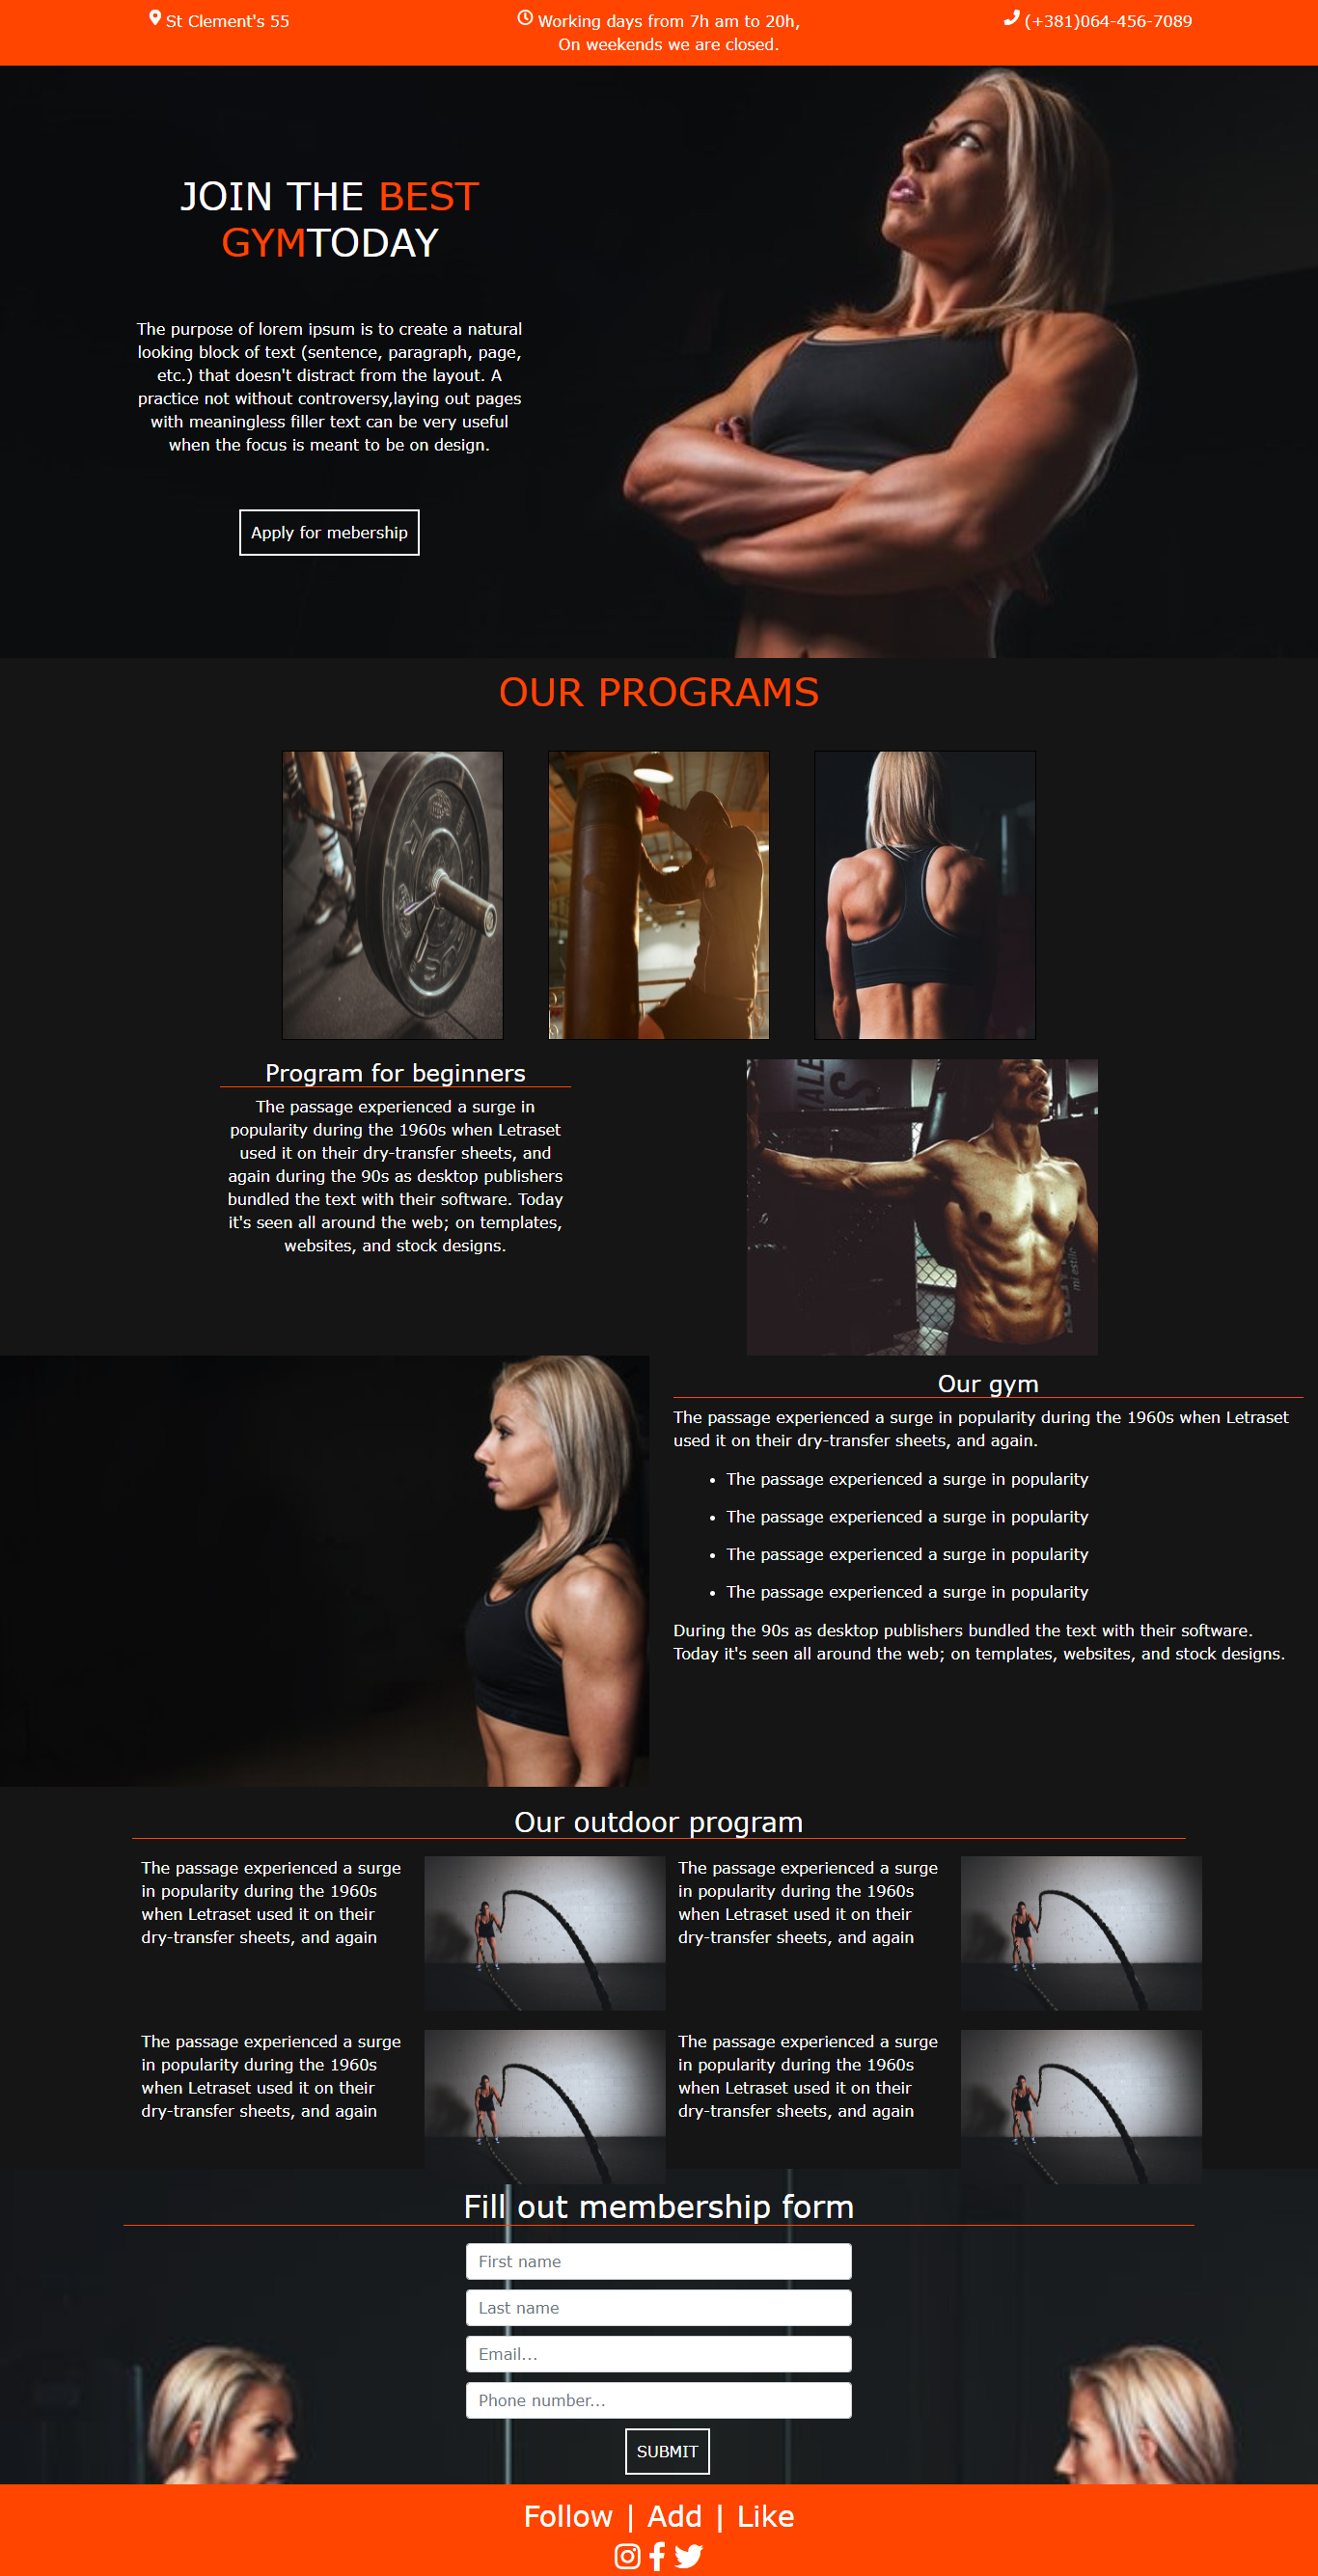 St Clement's 55
Working days from 7h am to 20h,
On weekends we are closed.
(+381)064-456-7089
JOIN THE BEST
GYMTODAY
The purpose of lorem ipsum is to create a natural
looking block of text (sentence, paragraph, page,
etc.) that doesn't distract from the layout. A
practice not without controversy,laying out pages
with meaningless filler text can be very useful
when the focus is meant to be on design.
Apply for mebership
OUR PROGRAMS
Program for beginners
The passage experienced a surge in
popularity during the 1960s when Letraset
used it on their dry-transfer sheets, and
again during the 90s as desktop publishers
bundled the text with their software. Today
it's seen all around the web; on templates,
websites, and stock designs.
mi estilo
Our gym
The passage experienced a surge in popularity during the 1960s when Letraset
used it on their dry-transfer sheets, and again.
• The passage experienced a surge in popularity
• The passage experienced a surge in popularity
• The passage experienced a surge in popularity
• The passage experienced a surge in popularity
During the 90s as desktop publishers bundled the text with their software.
Today it's seen all around the web; on templates, websites, and stock designs.
Our outdoor program
The passage experienced a surge
in popularity during the 1960s
when Letraset used it on their
dry-transfer sheets, and again
The passage experienced a surge
in popularity during the 1960s
when Letraset used it on their
dry-transfer sheets, and again
The passage experienced a surge
in popularity during the 1960s
when Letraset used it on their
dry-transfer sheets, and again
The passage experienced a surge
in popularity during the 1960s
when Letraset used it on their
dry-transfer sheets, and again
Fill out membership form
First name
Last name
Email...
Phone number...
SUBMIT
Follow | Add | Like